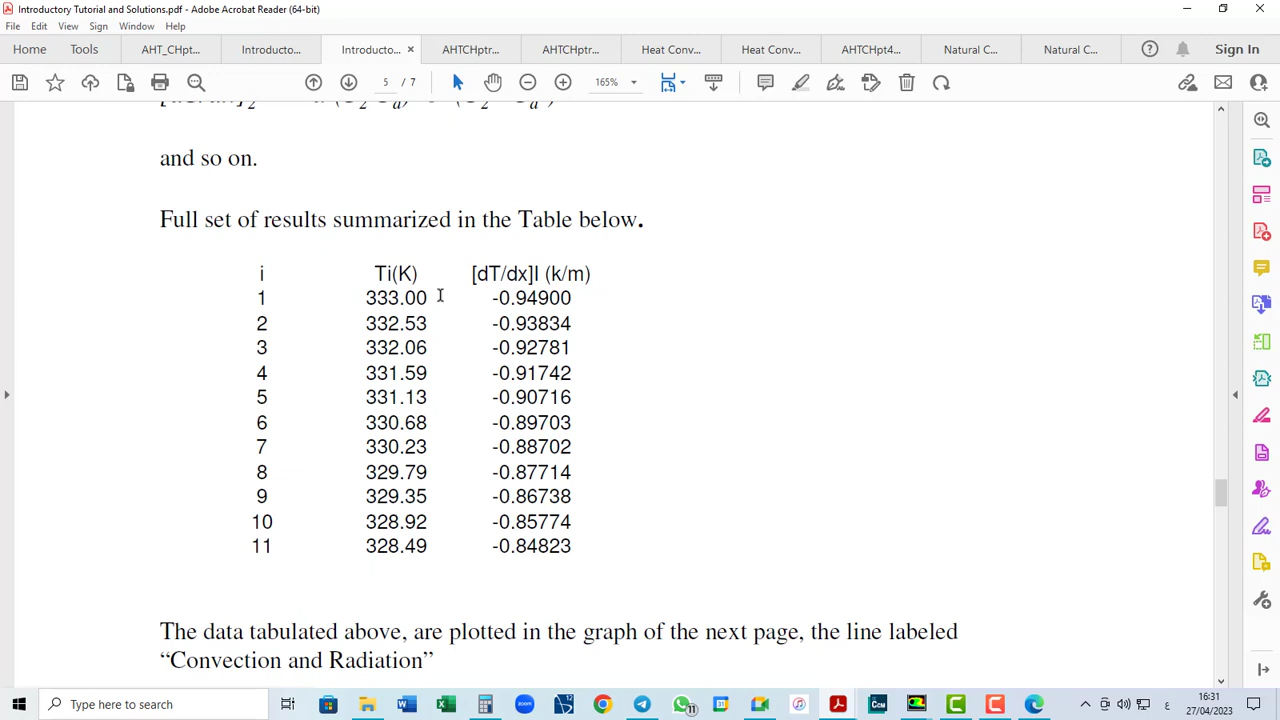 Introductory Tutorial and Solutions.pdf - Adobe Acrobat Reader (64-bit)
File Edit View Sign Window Help
Home Tools AHT_CHpt... Introducto... Introducto... × AHTCHptr... AHTCHptr... Heat Conv... Heat Conv... AHTCHpt4... Natural C... Natural C... Sign In
5 / 7 165%
and so on.
Full set of results summarized in the Table below.
i Ti(K) [dT/dx]I (k/m)
1 333.00 -0.94900
2 332.53 -0.93834
3 332.06 -0.92781
4 331.59 -0.91742
5 331.13 -0.90716
6 330.68 -0.89703
7 330.23 -0.88702
8 329.79 -0.87714
9 329.35 -0.86738
10 328.92 -0.85774
11 328.49 -0.84823
The data tabulated above, are plotted in the graph of the next page, the line labeled
“Convection and Radiation”
Type here to search
zoom
11
31
Ccm
ع
16:31
27/04/2023